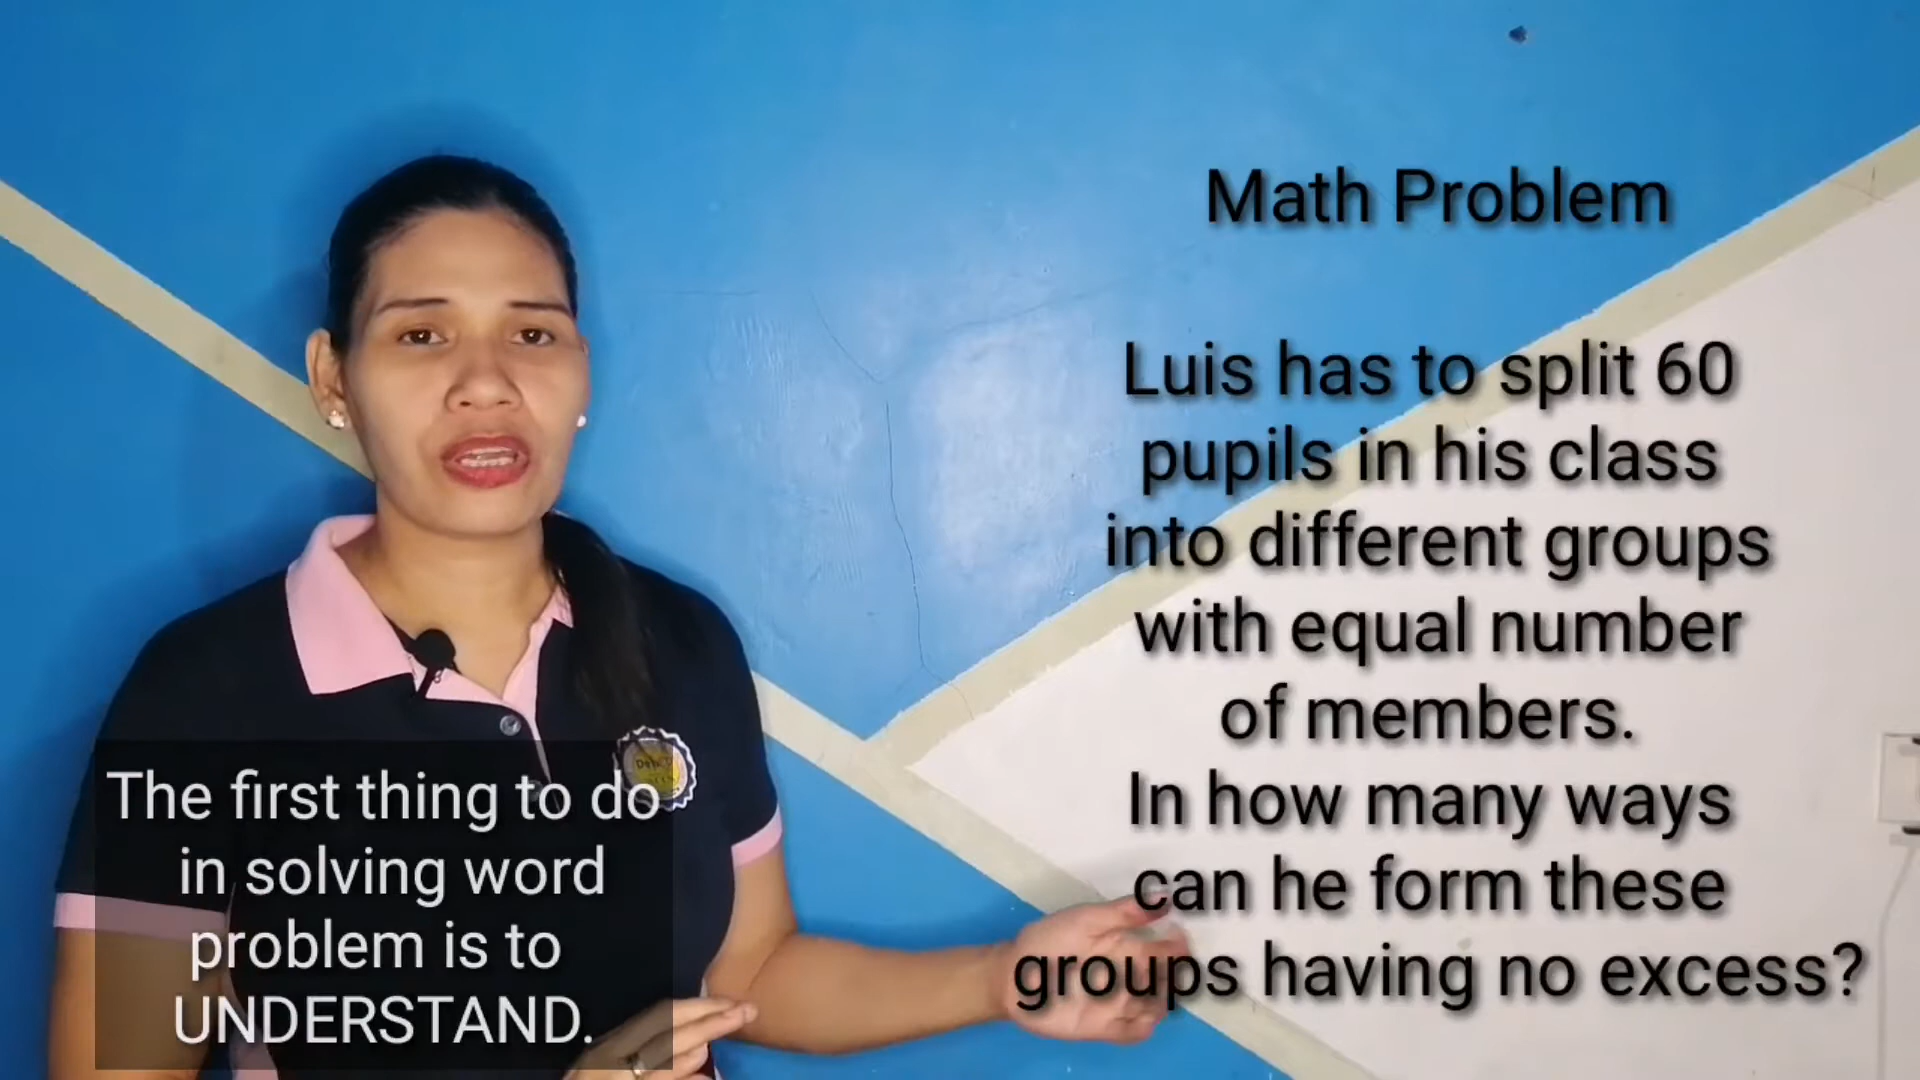 Math Problem
Luis has to split 60
pupils in his class
into different groups
with equal number
of members.
In how many ways
can he form these
groups having no excess?
The first thing to do
in solving word
problem is to
UNDERSTAND.